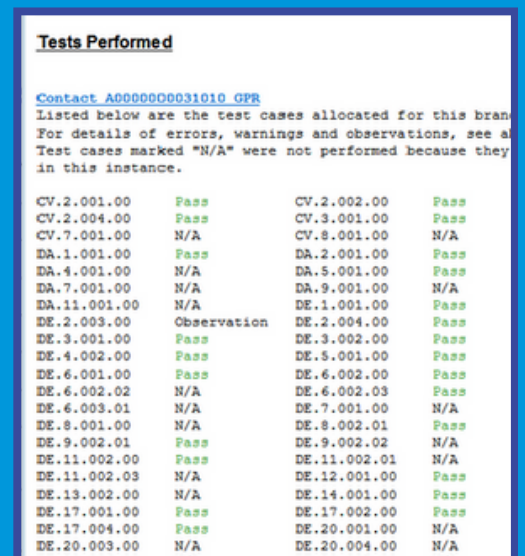 Tests Performed
Contact A0000000031010 GPR
Listed below are the test cases allocated for this bran
For details of errors, warnings and observations, see a
Test cases marked "N/A" were not performed because they
in this instance.
CV.2.001.00 Pass CV.2.002.00 Pass
CV.2.004.00 Pass CV.3.001.00 Pass
CV.7.001.00 N/A CV.8.001.00 N/A
DA.1.001.00 Pass DA.2.001.00 Pass
DA.4.001.00 N/A DA.5.001.00 Pass
DA.7.001.00 N/A DA.9.001.00 N/A
DA.11.001.00 N/A DE.1.001.00 Pass
DE.2.003.00 Observation DE.2.004.00 Pass
DE.3.001.00 Pass DE.3.002.00 Pass
DE.4.002.00 Pass DE.5.001.00 Pass
DE.6.001.00 Pass DE.6.002.00 Pass
DE.6.002.02 N/A DE.6.002.03 Pass
DE.6.003.01 N/A DE.7.001.00 N/A
DE.8.001.00 N/A DE.8.002.01 Pass
DE.9.002.01 Pass DE.9.002.02 N/A
DE.11.002.00 Pass DE.11.002.01 N/A
DE.11.002.03 N/A DE.12.001.00 Pass
DE.13.002.00 N/A DE.14.001.00 Pass
DE.17.001.00 Pass DE.17.002.00 Pass
DE.17.004.00 Pass DE.20.001.00 N/A
DE.20.003.00 N/A DE.20.004.00 N/A